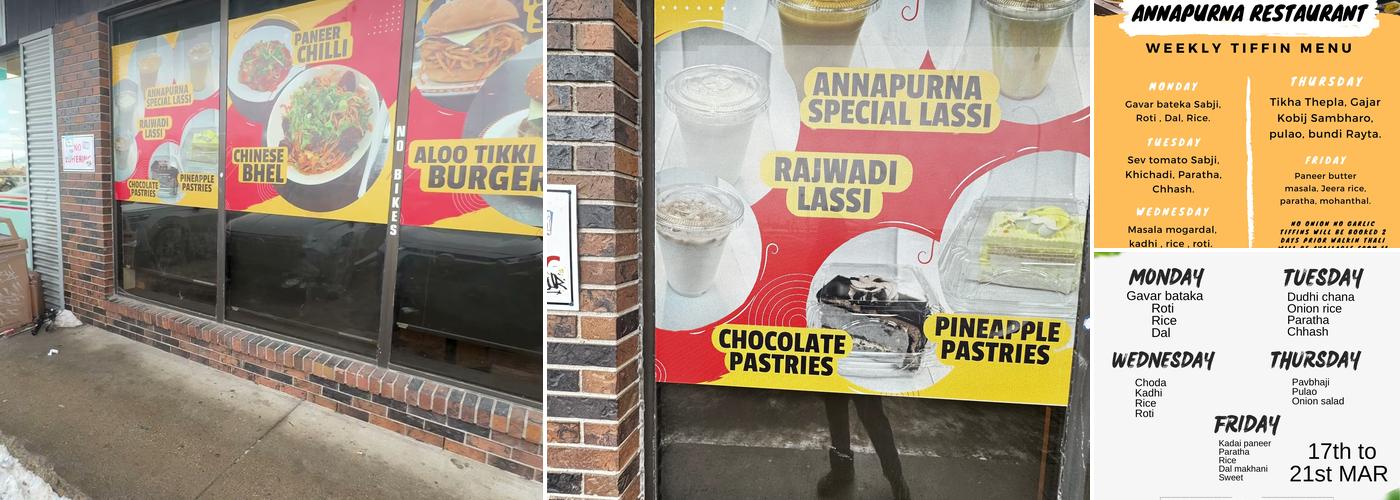 PANEER
CHILLI
ANNAPURNA
SPECIAL LASSI
RAJWADI
LASSI
CHINESE
BHEL
CHOCOLATE
PASTRIES
PINEAPPLE
PASTRIES
ALOO TIKKI
BURGER
NO BIKES
NO
ANNAPURNA
SPECIAL LASSI
RAJWADI
LASSI
CHOCOLATE
PASTRIES
PINEAPPLE
PASTRIES
ANNAPURNA RESTAURANT
WEEKLY TIFFIN MENU
MONDAY
Gavar bateka Sabji,
Roti , Dal, Rice.
TUESDAY
Sev tomato Sabji,
Khichadi, Paratha,
Chhash.
WEDNESDAY
Masala mogardal,
kadhi , rice , roti.
THURSDAY
Tikha Thepla, Gajar
Kobij Sambharo,
pulao, bundi Rayta.
FRIDAY
Paneer butter
masala, Jeera rice,
paratha, mohanthal.
NO ONION NO GARLIC
TIFFINS WILL BE BOOKED 2
DAYS PRIOR WALKIN THALI
MONDAY
Gavar bataka
Roti
Rice
Dal
TUESDAY
Dudhi chana
Onion rice
Paratha
Chhash
WEDNESDAY
Choda
Kadhi
Rice
Roti
THURSDAY
Pavbhaji
Pulao
Onion salad
FRIDAY
Kadai paneer
Paratha
Rice
Dal makhani
Sweet
17th to
21st MAR